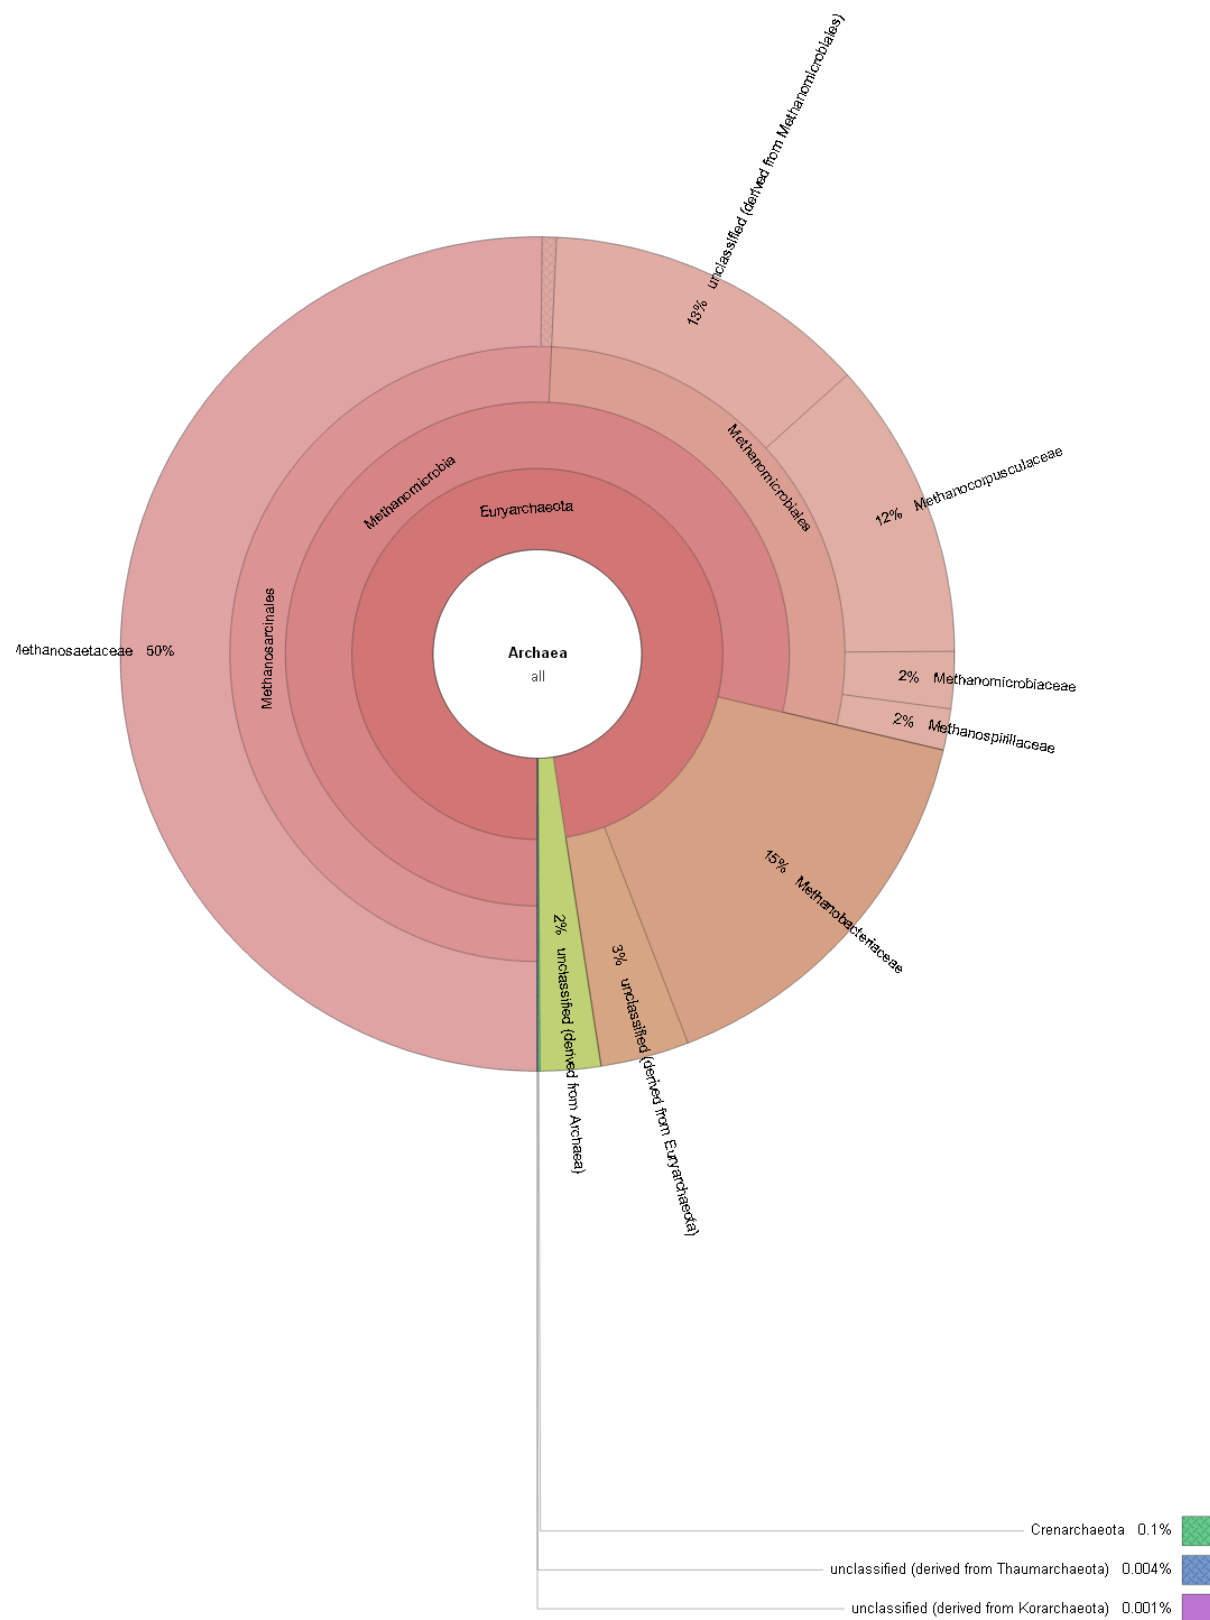 13% unclassified (derived from Methanomicrobiales)
12% Methanocorpusculaceae
Methanomicrobiales
Methanomicrobia
Euryarchaeota
Methanosarcinales
Archaea
all
ethanosaetaceae 50%
2% Methanomicrobiaceae
2% Methanospirillaceae
15% Methanobacteriaceae
2% unclassified (derived from Archaea)
3% unclassified (derived from Euryarchaeota)
Crenarchaeota 0.1%
unclassified (derived from Thaumarchaeota) 0.004%
unclassified (derived from Korarchaeota) 0.001%